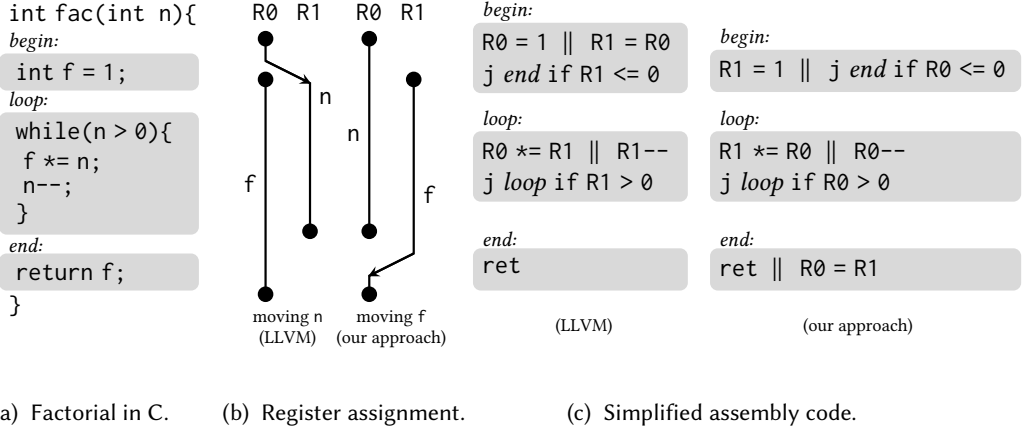 int fac(int n){
begin:
int f = 1;
loop:
while(n > 0){
f *= n;
n--;
}
end:
return f;
}
R0 R1 R0 R1
n
n
f
f
moving n
(LLVM)
moving f
(our approach)
begin:
R0 = 1 ∥ R1 = R0
j end if R1 <= 0
loop:
R0 *= R1 ∥ R1--
j loop if R1 > 0
end:
ret
(LLVM)
begin:
R1 = 1 ∥ j end if R0 <= 0
loop:
R1 *= R0 ∥ R0--
j loop if R0 > 0
end:
ret ∥ R0 = R1
(our approach)
a) Factorial in C.
(b) Register assignment.
(c) Simplified assembly code.